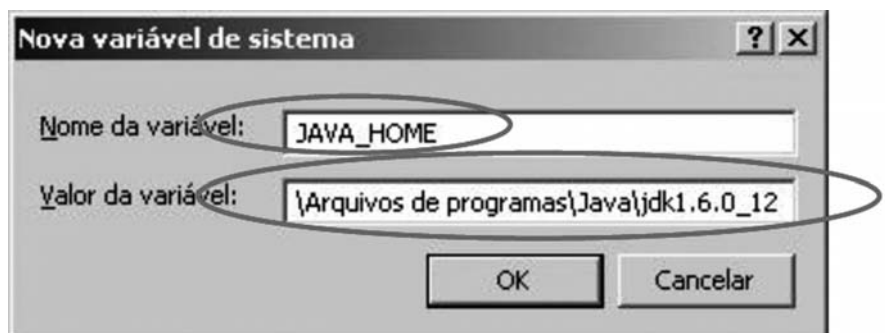 Nova variável de sistema
Nome da variável: JAVA_HOME
Valor da variável: \Arquivos de programas\Java\jdk1.6.0_12
OK Cancelar